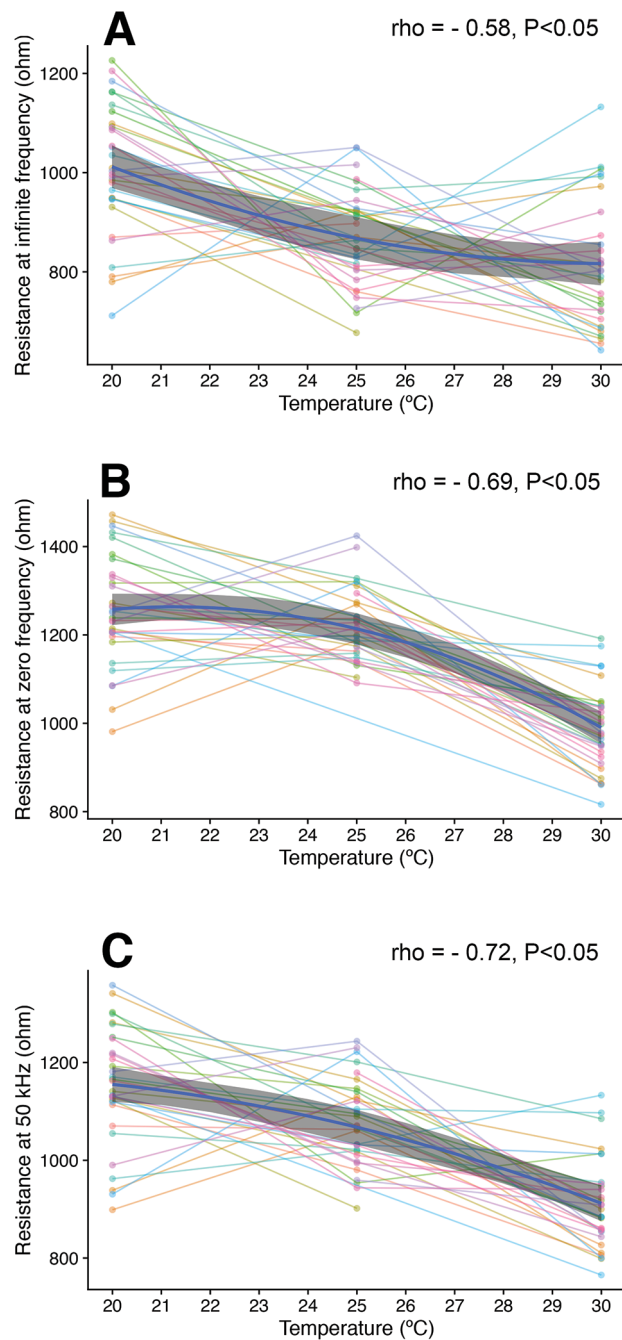 A
rho = - 0.58, P<0.05
Resistance at infinite frequency (ohm)
1200
1000
800
20 21 22 23 24 25 26 27 28 29 30
Temperature (ºC)
B
rho = - 0.69, P<0.05
Resistance at zero frequency (ohm)
1400
1200
1000
800
20 21 22 23 24 25 26 27 28 29 30
Temperature (ºC)
C
rho = - 0.72, P<0.05
Resistance at 50 kHz (ohm)
1200
1000
800
20 21 22 23 24 25 26 27 28 29 30
Temperature (ºC)